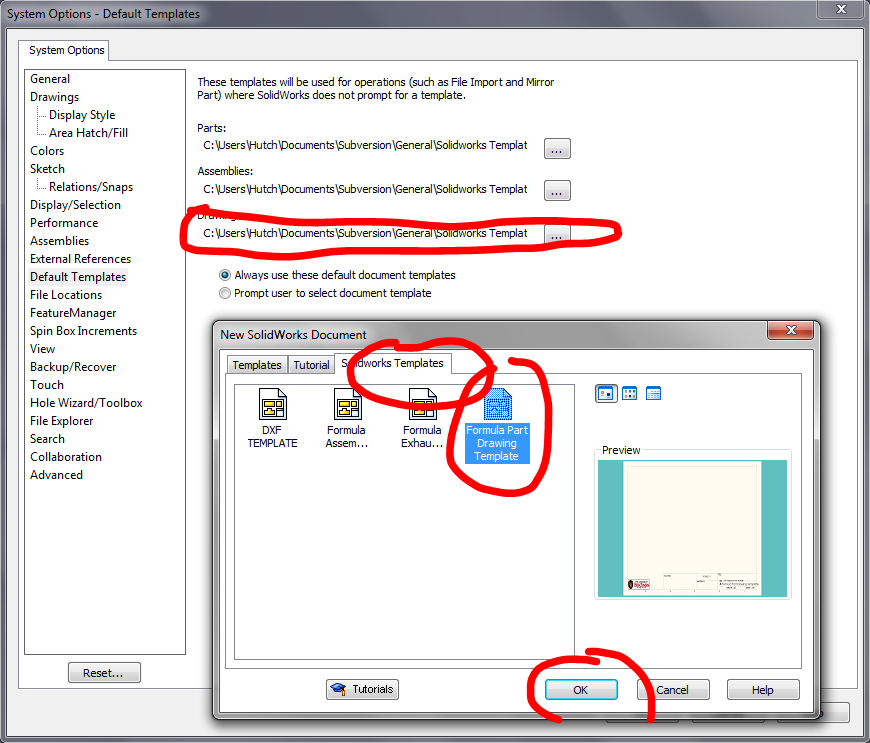 System Options - Default Templates
System Options
General
Drawings
Display Style
Area Hatch/Fill
Colors
Sketch
Relations/Snaps
Display/Selection
Performance
Assemblies
External References
Default Templates
File Locations
FeatureManager
Spin Box Increments
View
Backup/Recover
Touch
Hole Wizard/Toolbox
File Explorer
Search
Collaboration
Advanced
Reset...
These templates will be used for operations (such as File Import and Mirror
Part) where SolidWorks does not prompt for a template.
Parts:
C:\Users\Hutch\Documents\Subversion\General\Solidworks Templat
...
Assemblies:
C:\Users\Hutch\Documents\Subversion\General\Solidworks Templat
...
C:\Users\Hutch\Documents\Subversion\General\Solidworks Templat
...
Always use these default document templates
Prompt user to select document template
New SolidWorks Document
Templates Tutorial Solidworks Templates
DXF
TEMPLATE
Formula
Assem...
Formula
Exhau...
Formula Part
Drawing
Template
Preview
Tutorials
OK Cancel Help